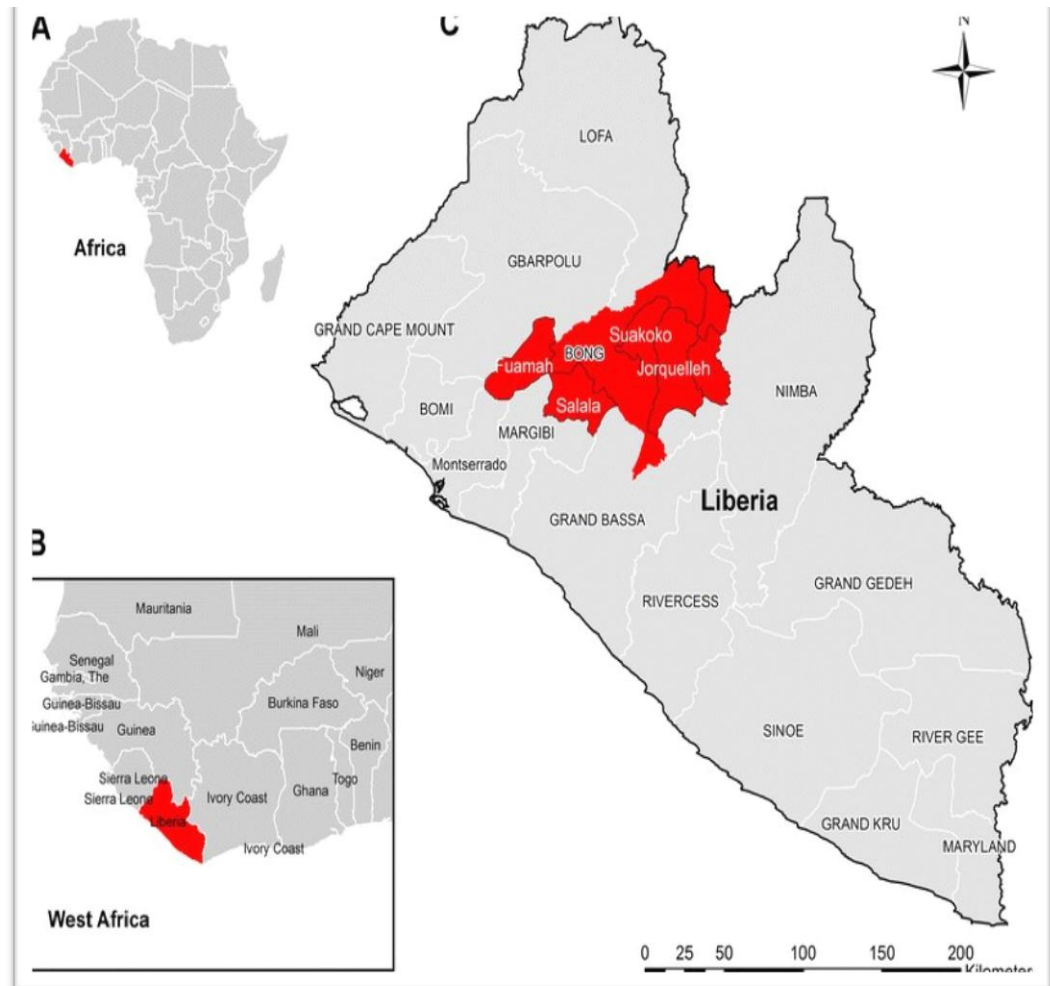 A
Africa
B
Mauritania
Mali
Senegal
Gambia, The
Niger
Guinea-Bissau
Burkina Faso
Guinea-Bissau
Guinea
Benin
Sierra Leone
Togo
Ghana
Sierra Leone
Ivory Coast
Liberia
Ivory Coast
West Africa
C
N
LOFA
GBARPOLU
GRAND CAPE MOUNT
Suakoko
BONG
Fuamah
Jorquelleh
NIMBA
Salala
BOMI
MARGIBI
Montserrado
Liberia
GRAND BASSA
GRAND GEDEH
RIVERCESS
SINOE
RIVER GEE
GRAND KRU
MARYLAND
0 25 50 100 150 200
Kilometer